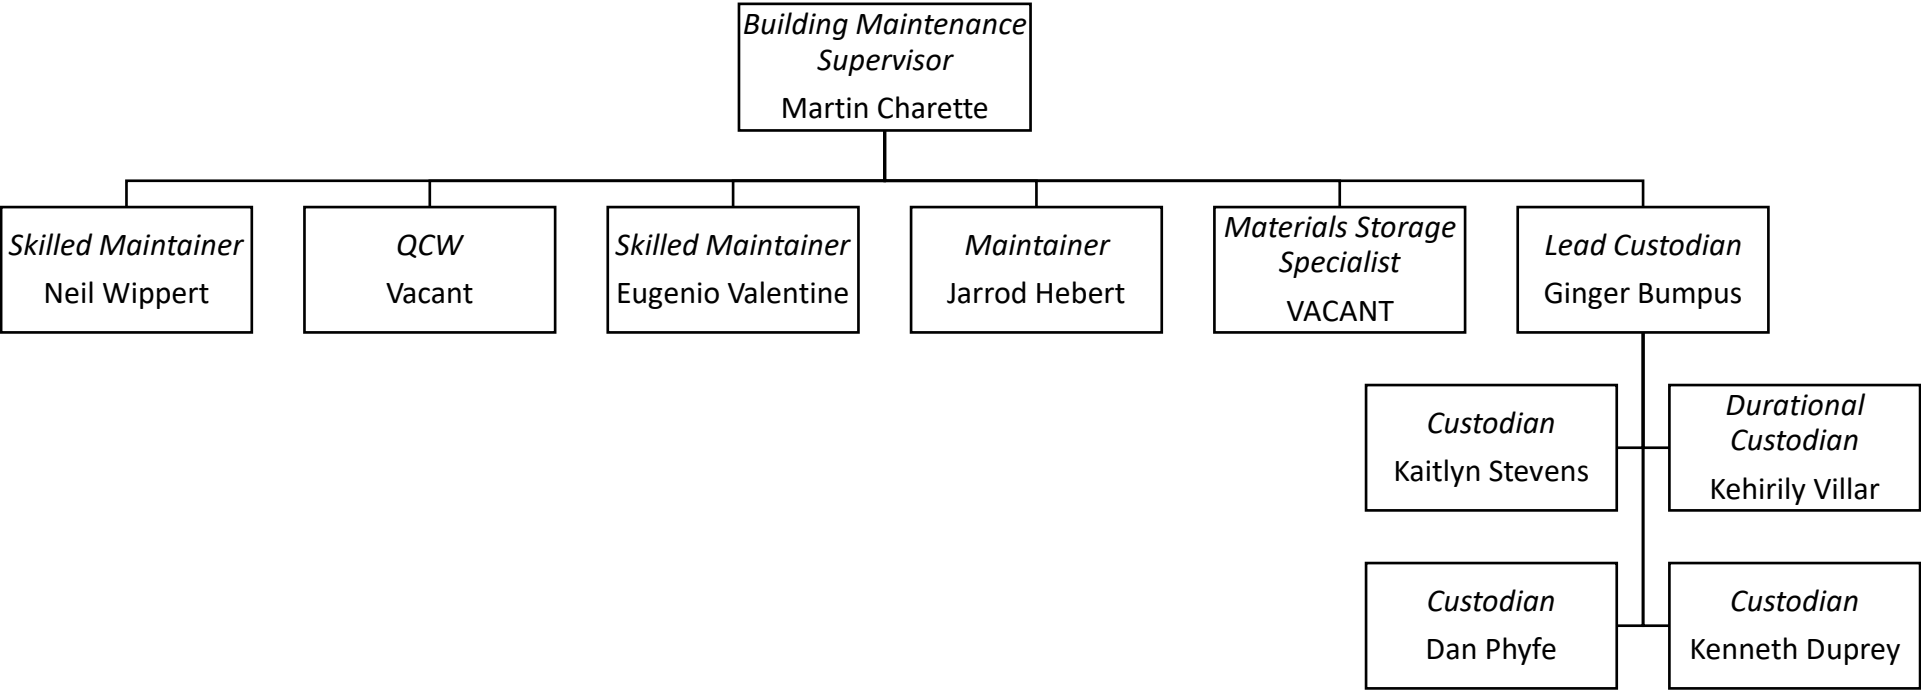 Building Maintenance
Supervisor
Martin Charette
Skilled Maintainer
Neil Wippert
QCW
Vacant
Skilled Maintainer
Eugenio Valentine
Maintainer
Jarrod Hebert
Materials Storage
Specialist
VACANT
Lead Custodian
Ginger Bumpus
Custodian
Kaitlyn Stevens
Durational
Custodian
Kehirily Villar
Custodian
Dan Phyfe
Custodian
Kenneth Duprey